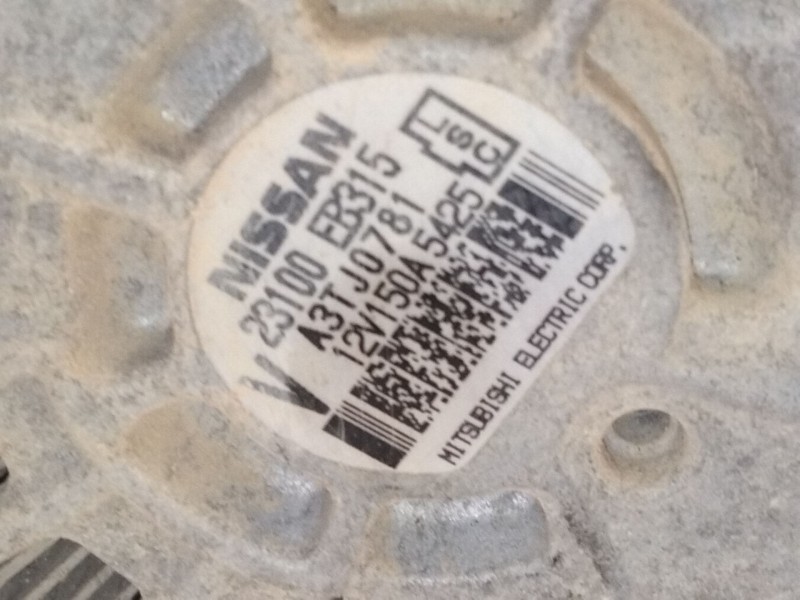 NISSAN
23100 EB315
A3TJ0781
12V150A 5425
V
L S C
MITSUBISHI ELECTRIC CORP.